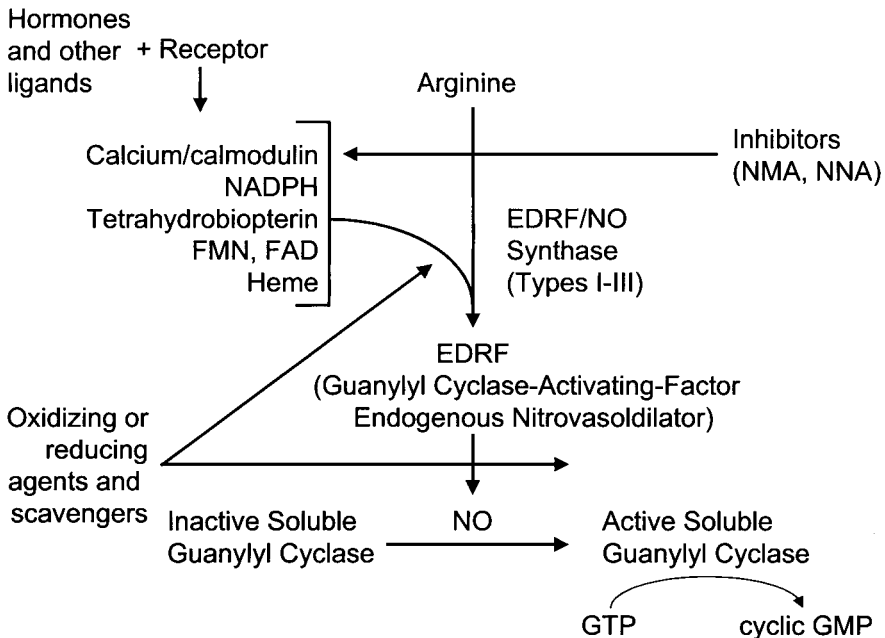 Hormones
and other + Receptor
ligands
Arginine
Calcium/calmodulin
NADPH
Tetrahydrobiopterin
FMN, FAD
Heme
Inhibitors
(NMA, NNA)
EDRF/NO
Synthase
(Types I-III)
EDRF
(Guanylyl Cyclase-Activating-Factor
Endogenous Nitrovasoldilator)
Oxidizing or
reducing
agents and
scavengers
Inactive Soluble
Guanylyl Cyclase
NO
Active Soluble
Guanylyl Cyclase
GTP
cyclic GMP